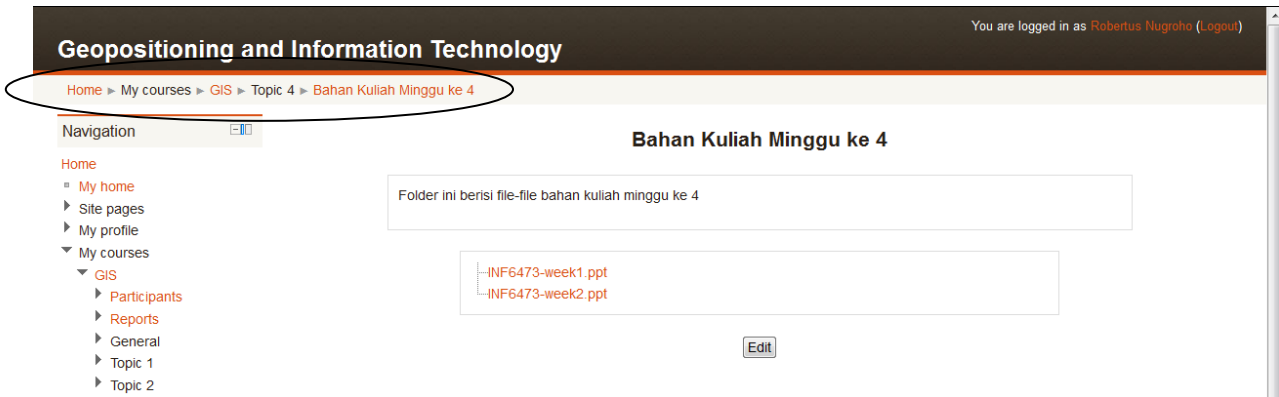 You are logged in as Robertus Nugroho (Logout)
Geopositioning and Information Technology
Home ► My courses ► GIS ► Topic 4 ► Bahan Kuliah Minggu ke 4
Navigation
Home
My home
Site pages
My profile
My courses
GIS
Participants
Reports
General
Topic 1
Topic 2
Bahan Kuliah Minggu ke 4
Folder ini berisi file-file bahan kuliah minggu ke 4
INF6473-week1.ppt
INF6473-week2.ppt
Edit